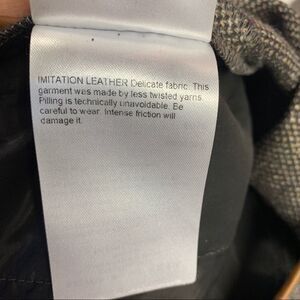 IMITATION LEATHER Delicate fabric. This
garment was made by less twisted yarns.
Pilling is technically unavoidable. Be
careful to wear. Intense friction will
damage it.